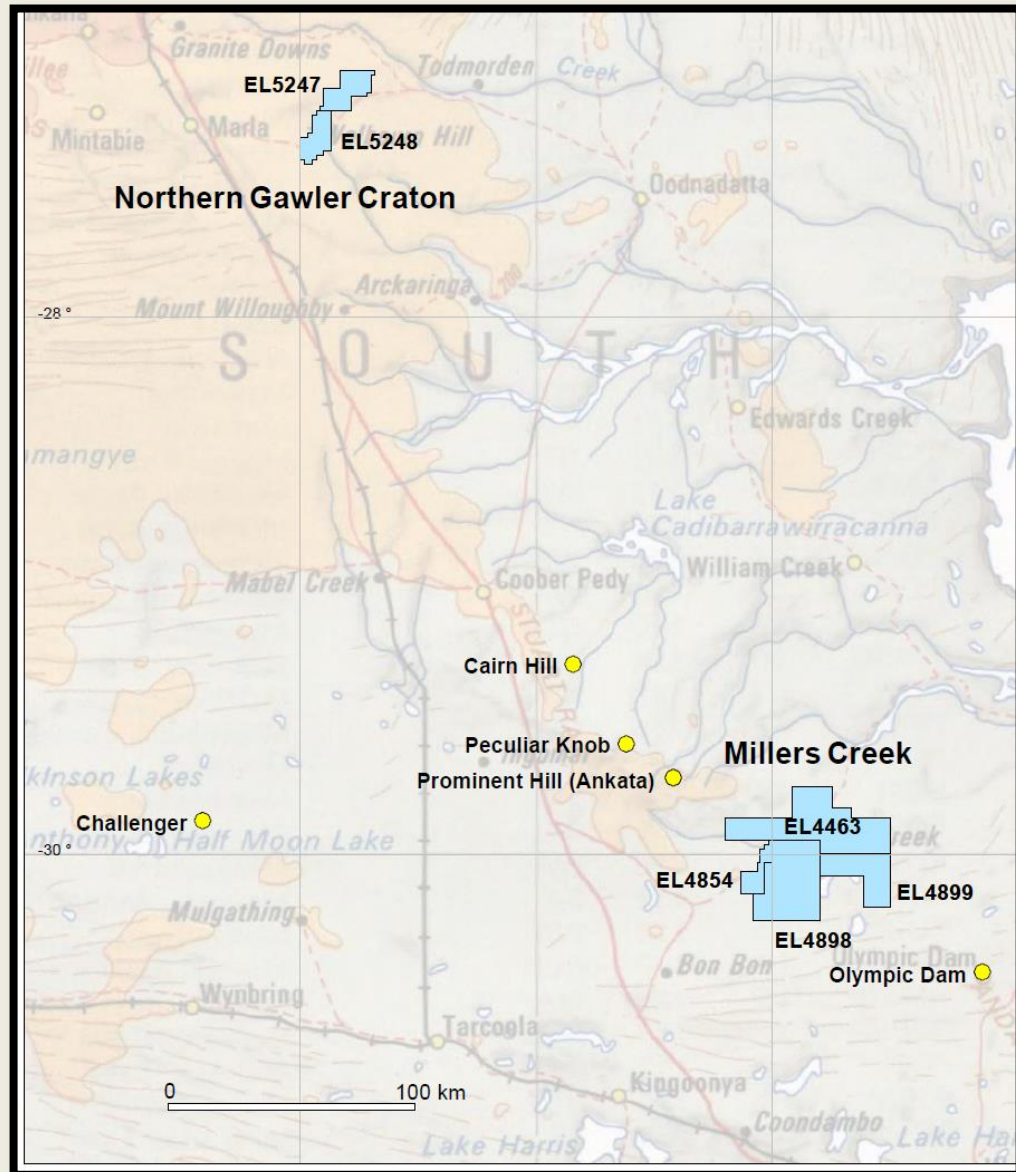 Granite Downs
EL5247
Todmorden
Creek
Mintabie
Marla
EL5248
Hill
Northern Gawler Craton
Oodnadatta
Arckaringa
200
-28 °
Mount Willoughby
S O U T H
Edwards Creek
Lake
Cadibarrawirracanna
William Creek
Mabel Creek
Coober Pedy
STUART
Cairn Hill
Peculiar Knob
Millers Creek
Prominent Hill (Ankata)
Challenger
Half Moon Lake
EL4463
-30 °
EL4854
EL4899
Mulgathing
EL4898
Olympic Dam
Bon Bon
Olympic Dam
Wynbring
Tarcoola
0 100 km
Kingoonya
Coondambo
Lake Harris
Lake